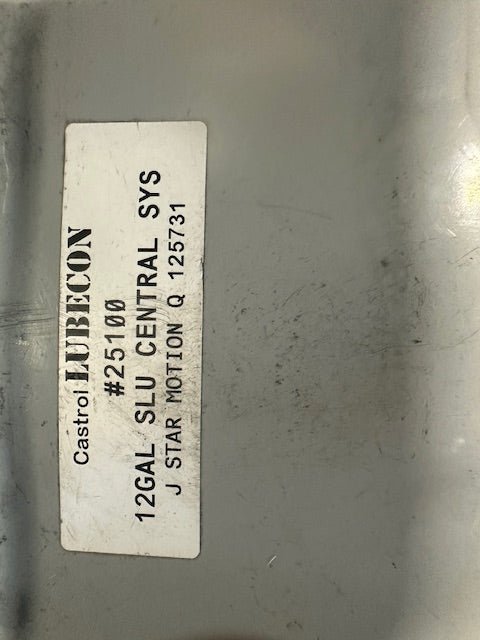 Castrol LUBECON
#25100
12GAL SLU CENTRAL SYS
J STAR MOTION Q 125731